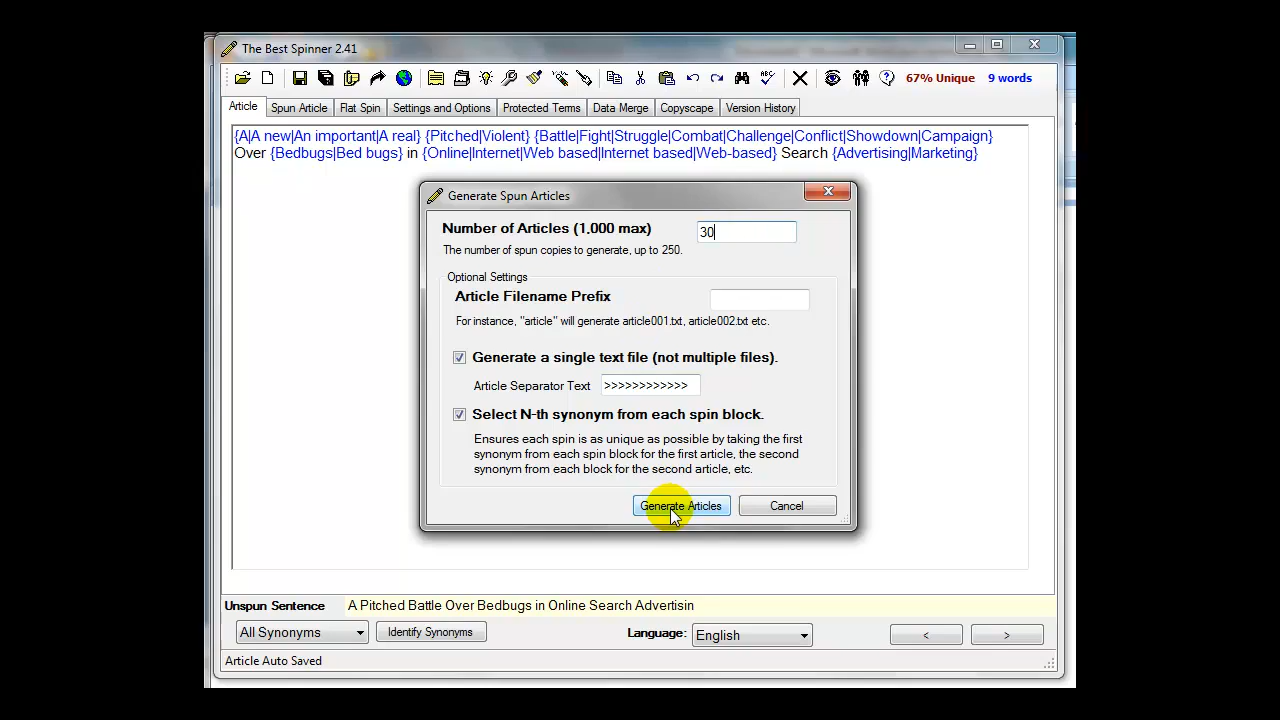 The Best Spinner 2.41
67% Unique 9 words
Article Spun Article Flat Spin Settings and Options Protected Terms Data Merge Copyscape Version History
{A|A new|An important|A real} {Pitched|Violent} {Battle|Fight|Struggle|Combat|Challenge|Conflict|Showdown|Campaign}
Over {Bedbugs|Bed bugs} in {Online|Internet|Web based|Internet based|Web-based} Search {Advertising|Marketing}
Generate Spun Articles
Number of Articles (1,000 max) 30
The number of spun copies to generate, up to 250.
Optional Settings
Article Filename Prefix
For instance, "article" will generate article001.txt, article002.txt etc.
Generate a single text file (not multiple files).
Article Separator Text >>>>>>>>>>>>
Select N-th synonym from each spin block.
Ensures each spin is as unique as possible by taking the first
synonym from each spin block for the first article, the second
synonym from each block for the second article, etc.
Generate Articles Cancel
Unspun Sentence A Pitched Battle Over Bedbugs in Online Search Advertisin
All Synonyms Identify Synonyms Language: English < >
Article Auto Saved